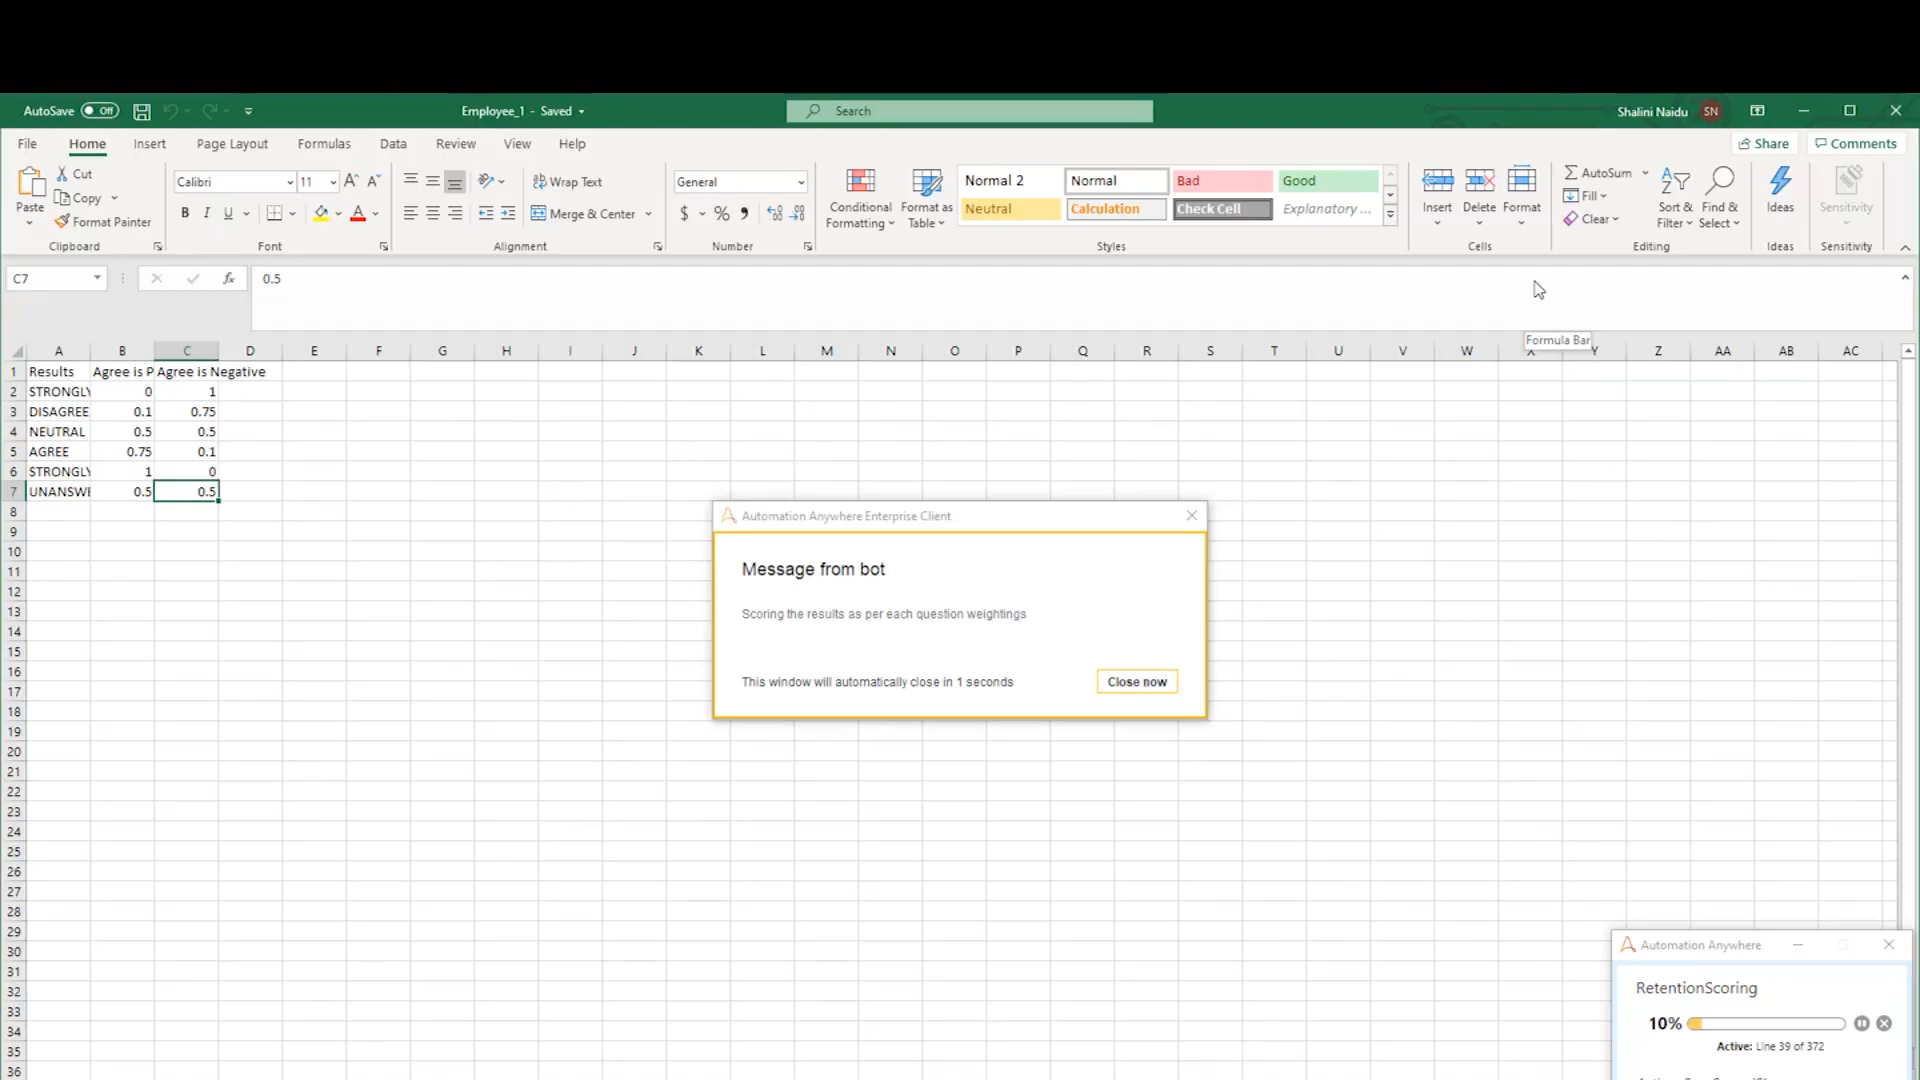 AutoSave Off Employee_1 - Saved Search Shalini Naidu SN
File Home Insert Page Layout Formulas Data Review View Help Share Comments
Paste Cut Copy Format Painter Clipboard
Calibri 11 B I U Font
Wrap Text Merge & Center Alignment
General $ % Number
Conditional Formatting Format as Table Normal 2 Normal Bad Good Neutral Calculation Check Cell Explanatory ... Styles
Insert Delete Format Cells
AutoSum Fill Clear Sort & Filter Find & Select Editing
Ideas Ideas
Sensitivity Sensitivity
C7 fx 0.5
Formula Bar
A B C D E F G H I J K L M N O P Q R S T U V W X Y Z AA AB AC
1 Results Agree is P Agree is Negative
2 STRONGLY 0 1
3 DISAGREE 0.1 0.75
4 NEUTRAL 0.5 0.5
5 AGREE 0.75 0.1
6 STRONGLY 1 0
7 UNANSWE 0.5 0.5
8
9
10
11
12
13
14
15
16
17
18
19
20
21
22
23
24
25
26
27
28
29
30
31
32
33
34
35
36
Automation Anywhere Enterprise Client
Message from bot
Scoring the results as per each question weightings
This window will automatically close in 1 seconds Close now
Automation Anywhere
RetentionScoring
10%
Active: Line 39 of 372